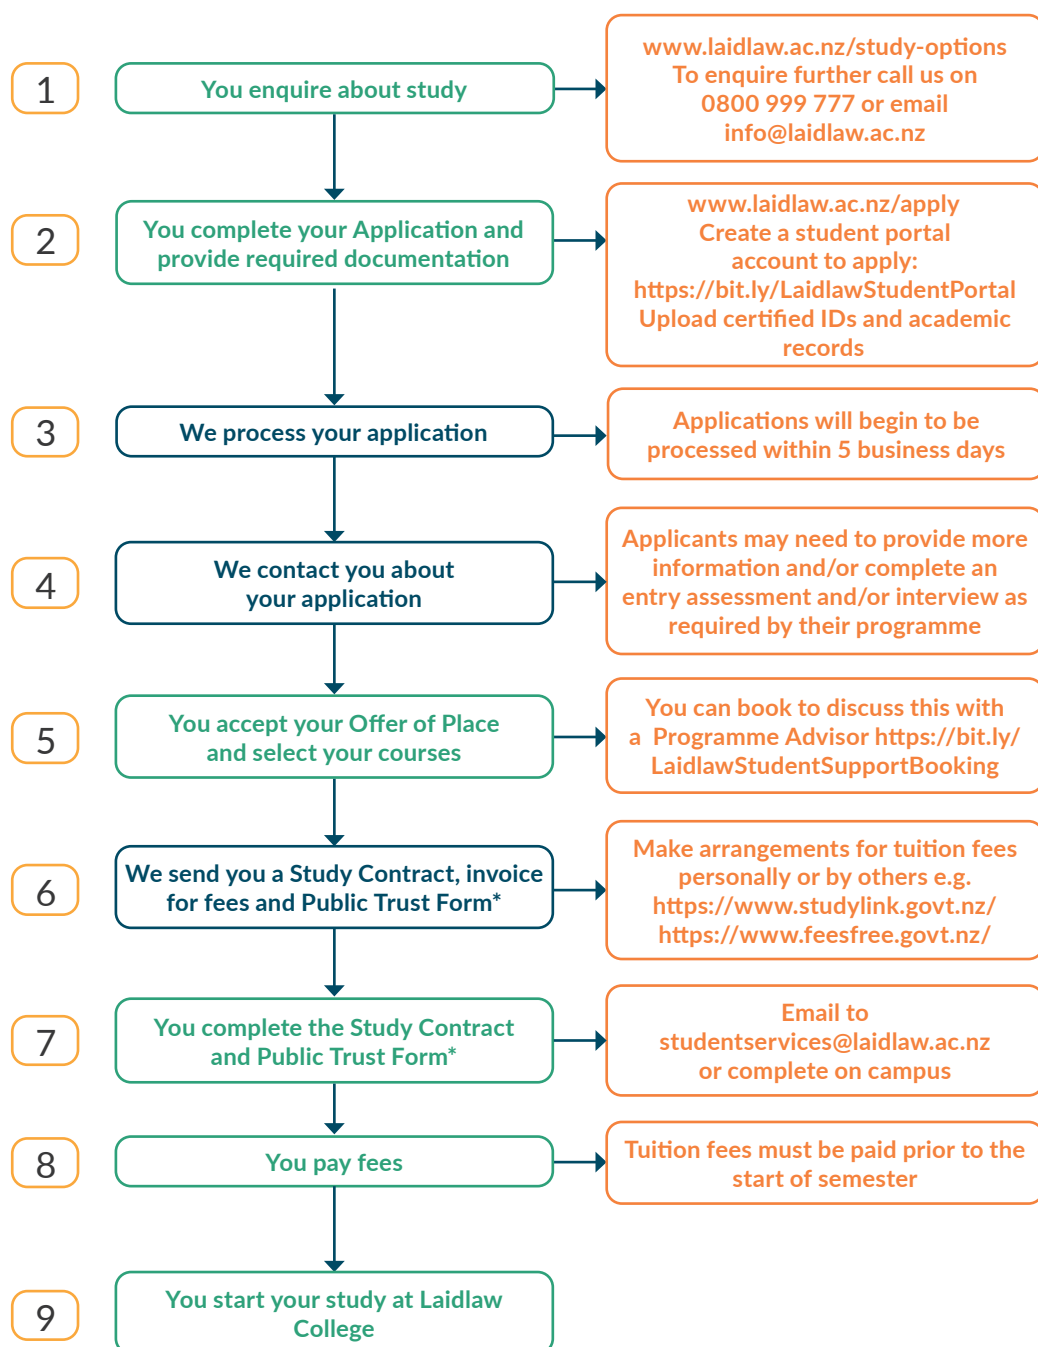 1
You enquire about study
www.laidlaw.ac.nz/study-options
To enquire further call us on
0800 999 777 or email
info@laidlaw.ac.nz
2
You complete your Application and
provide required documentation
www.laidlaw.ac.nz/apply
Create a student portal
account to apply:
https://bit.ly/LaidlawStudentPortal
Upload certified IDs and academic
records
3
We process your application
Applications will begin to be
processed within 5 business days
4
We contact you about
your application
Applicants may need to provide more
information and/or complete an
entry assessment and/or interview as
required by their programme
5
You accept your Offer of Place
and select your courses
You can book to discuss this with
a Programme Advisor https://bit.ly/
LaidlawStudentSupportBooking
6
We send you a Study Contract, invoice
for fees and Public Trust Form*
Make arrangements for tuition fees
personally or by others e.g.
https://www.studylink.govt.nz/
https://www.feesfree.govt.nz/
7
You complete the Study Contract
and Public Trust Form*
Email to
studentservices@laidlaw.ac.nz
or complete on campus
8
You pay fees
Tuition fees must be paid prior to the
start of semester
9
You start your study at Laidlaw
College